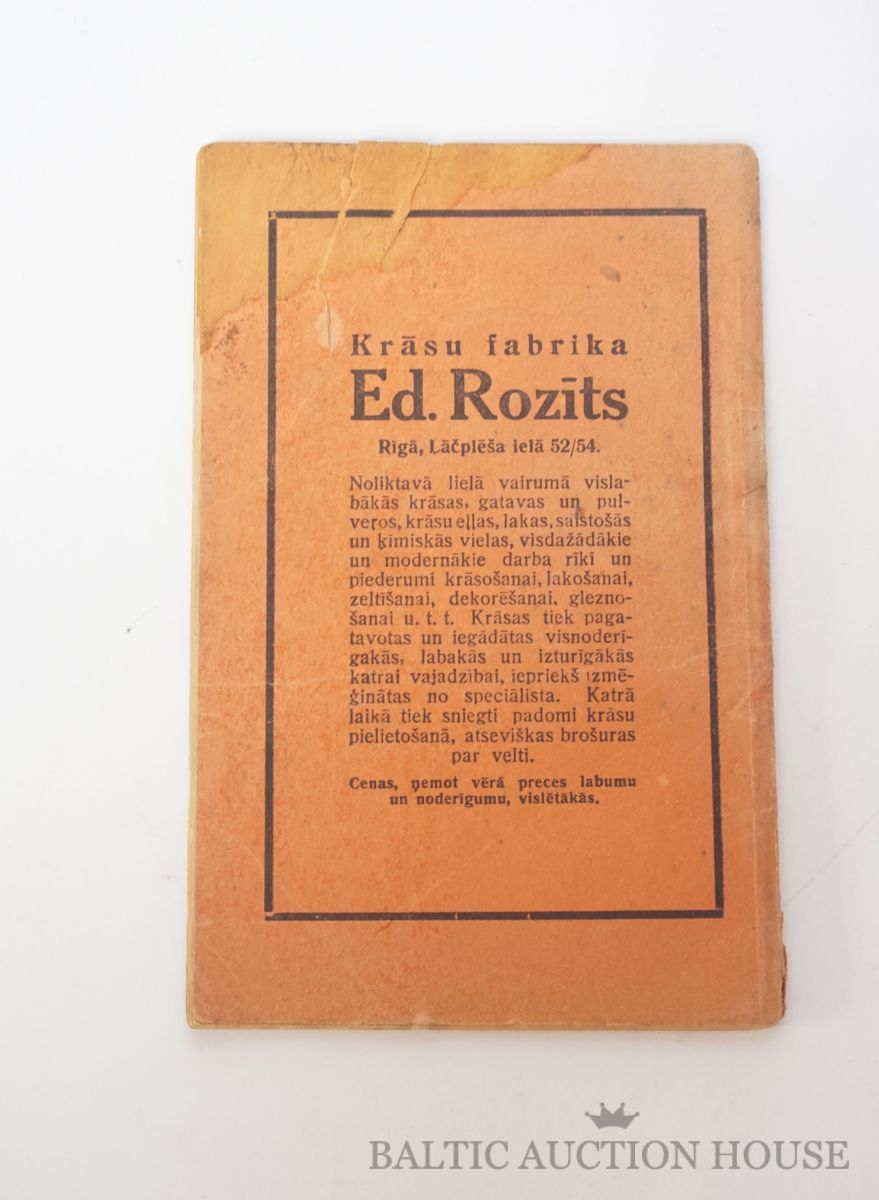 Krāsu fabrika
Ed. Rozīts
Rīgā, Lāčplēša ielā 52/54.
Noliktavā lielā vairumā visla-
bākās krāsas, gatavas un pul-
veŗos, krāsu eļļas, lakas, saistošās
un ķīmiskās vielas, visdažādākie
un modernākie darba rīki un
piederumi krāsošanai, lakošanai,
zeltīšanai, dekorēšanai, glezno-
šanai u. t. t. Krāsas tiek paga-
tavotas un iegādātas visnoderī-
gakās, labakās un izturīgākās
katrai vajadzībai, iepriekš izmē-
ģinātas no speciālista. Katrā
laikā tiek sniegti padomi krāsu
pielietošanā, atsevišķas brošuras
par velti.
Cenas, ņemot vērā preces labumu
un noderīgumu, vislētākās.
BALTIC AUCTION HOUSE